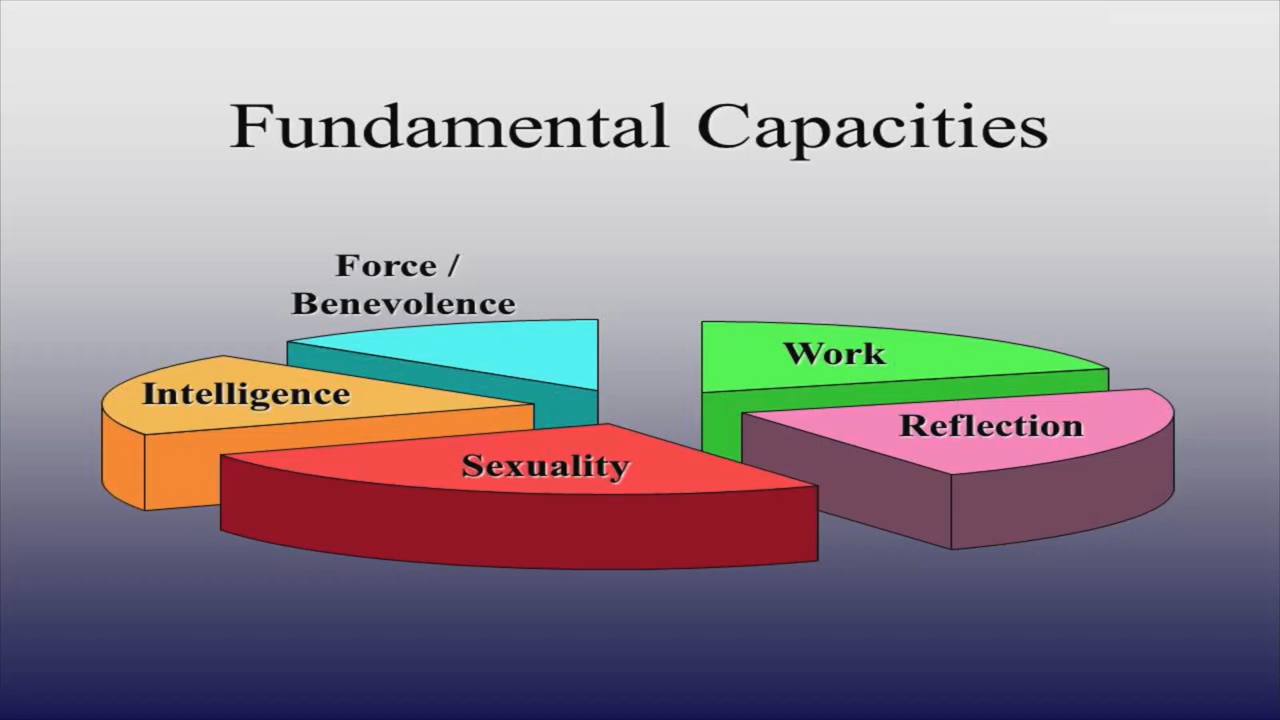 Fundamental Capacities
Force /
Benevolence
Work
Intelligence
Reflection
Sexuality